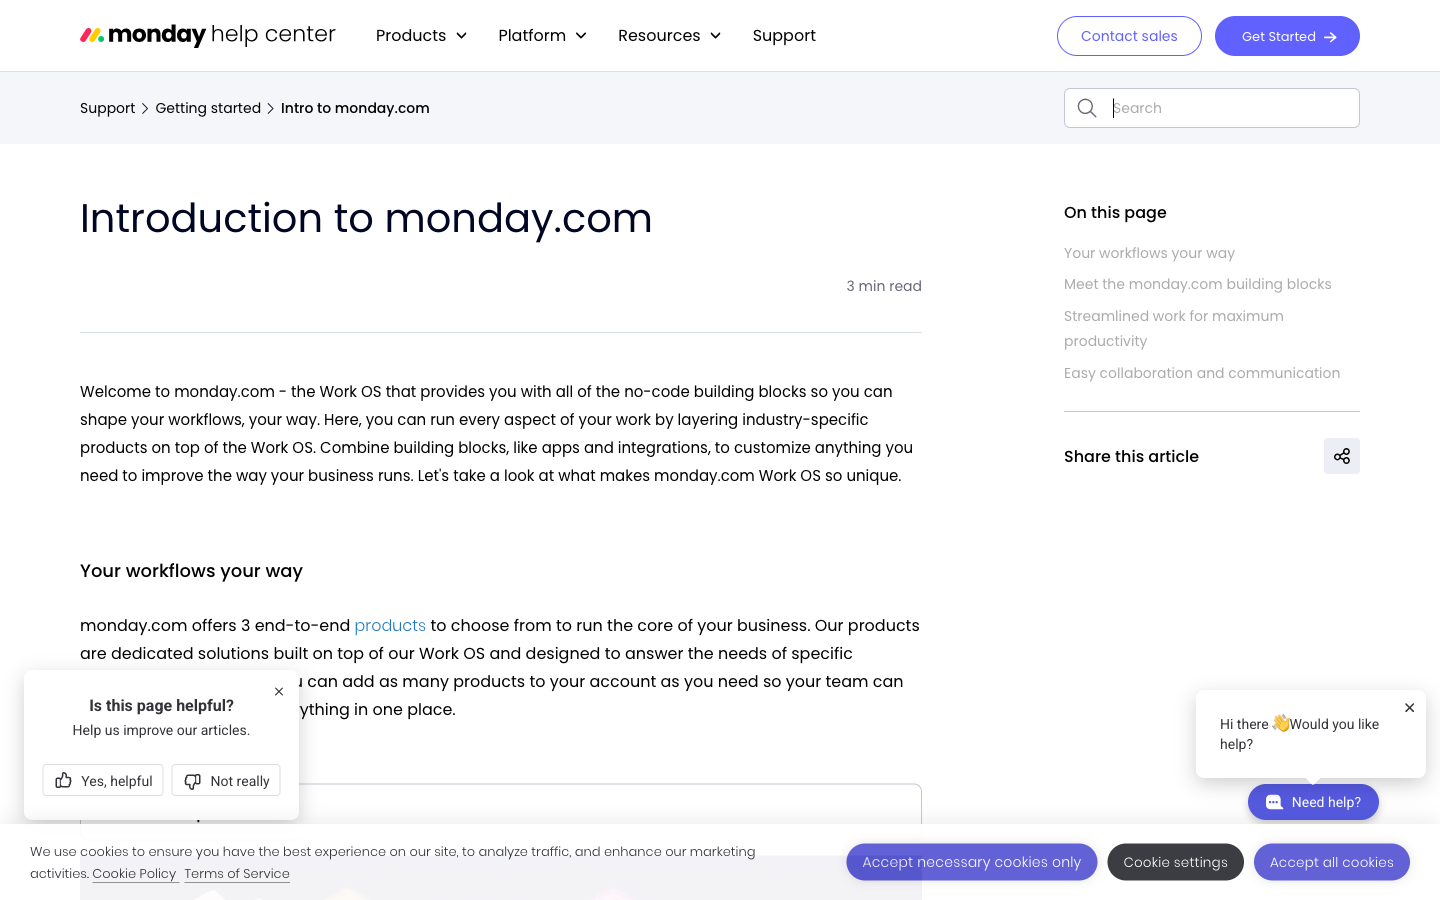 monday help center
Products
Platform
Resources
Support
Contact sales
Get Started
Support
Getting started
Intro to monday.com
Search
Introduction to monday.com
3 min read
Welcome to monday.com - the Work OS that provides you with all of the no-code building blocks so you can
shape your workflows, your way. Here, you can run every aspect of your work by layering industry-specific
products on top of the Work OS. Combine building blocks, like apps and integrations, to customize anything you
need to improve the way your business runs. Let's take a look at what makes monday.com Work OS so unique.
Your workflows your way
monday.com offers 3 end-to-end products to choose from to run the core of your business. Our products
are dedicated solutions built on top of our Work OS and designed to answer the needs of specific
can add as many products to your account as you need so your team can
in one place.
On this page
Your workflows your way
Meet the monday.com building blocks
Streamlined work for maximum
productivity
Easy collaboration and communication
Share this article
Is this page helpful?
Help us improve our articles.
Yes, helpful
Not really
Hi there 👋Would you like
help?
Need help?
We use cookies to ensure you have the best experience on our site, to analyze traffic, and enhance our marketing
activities. Cookie Policy Terms of Service
Accept necessary cookies only
Cookie settings
Accept all cookies